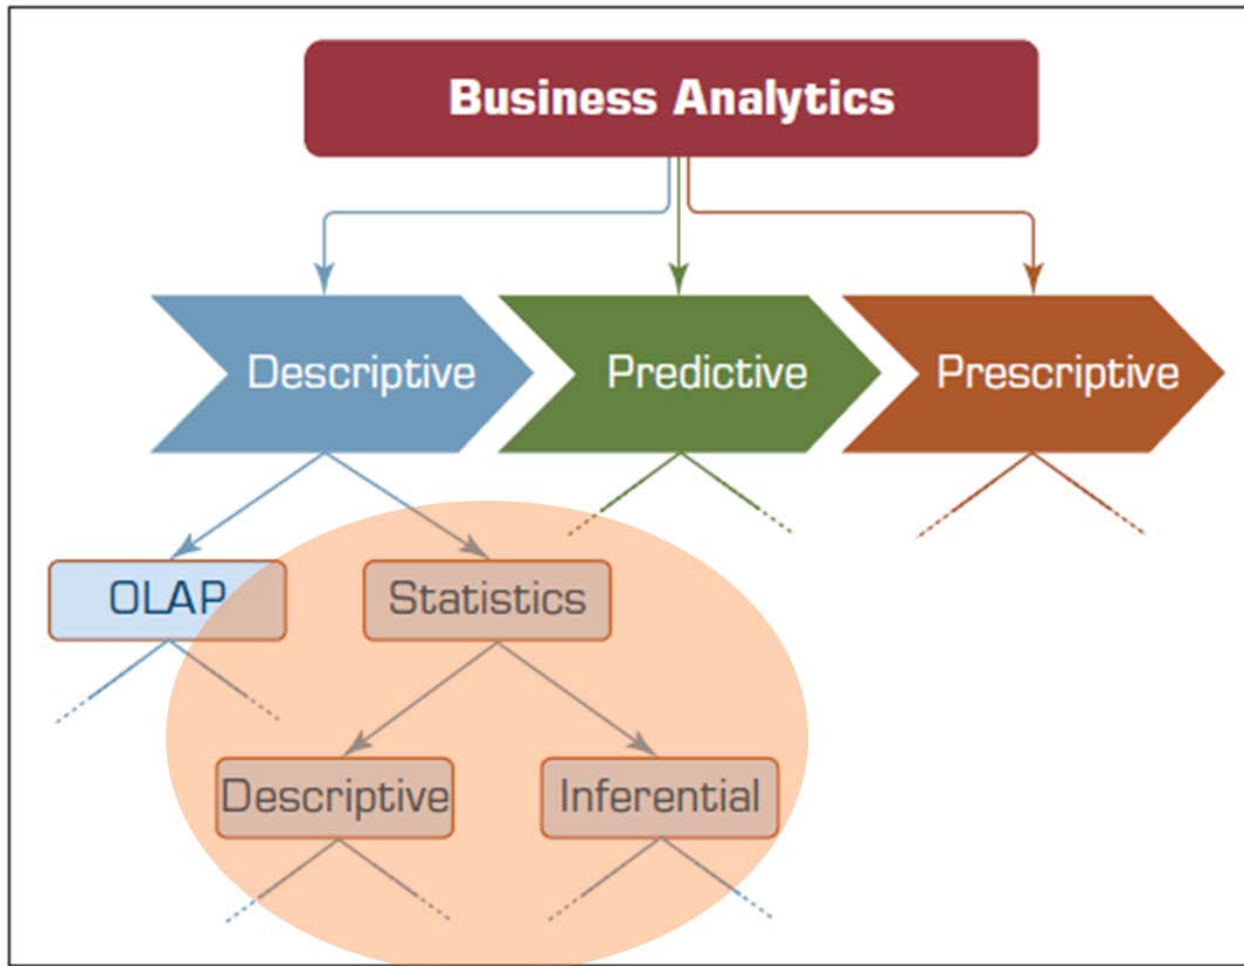 Business Analytics
Descriptive
Predictive
Prescriptive
OLAP
Statistics
Descriptive
Inferential